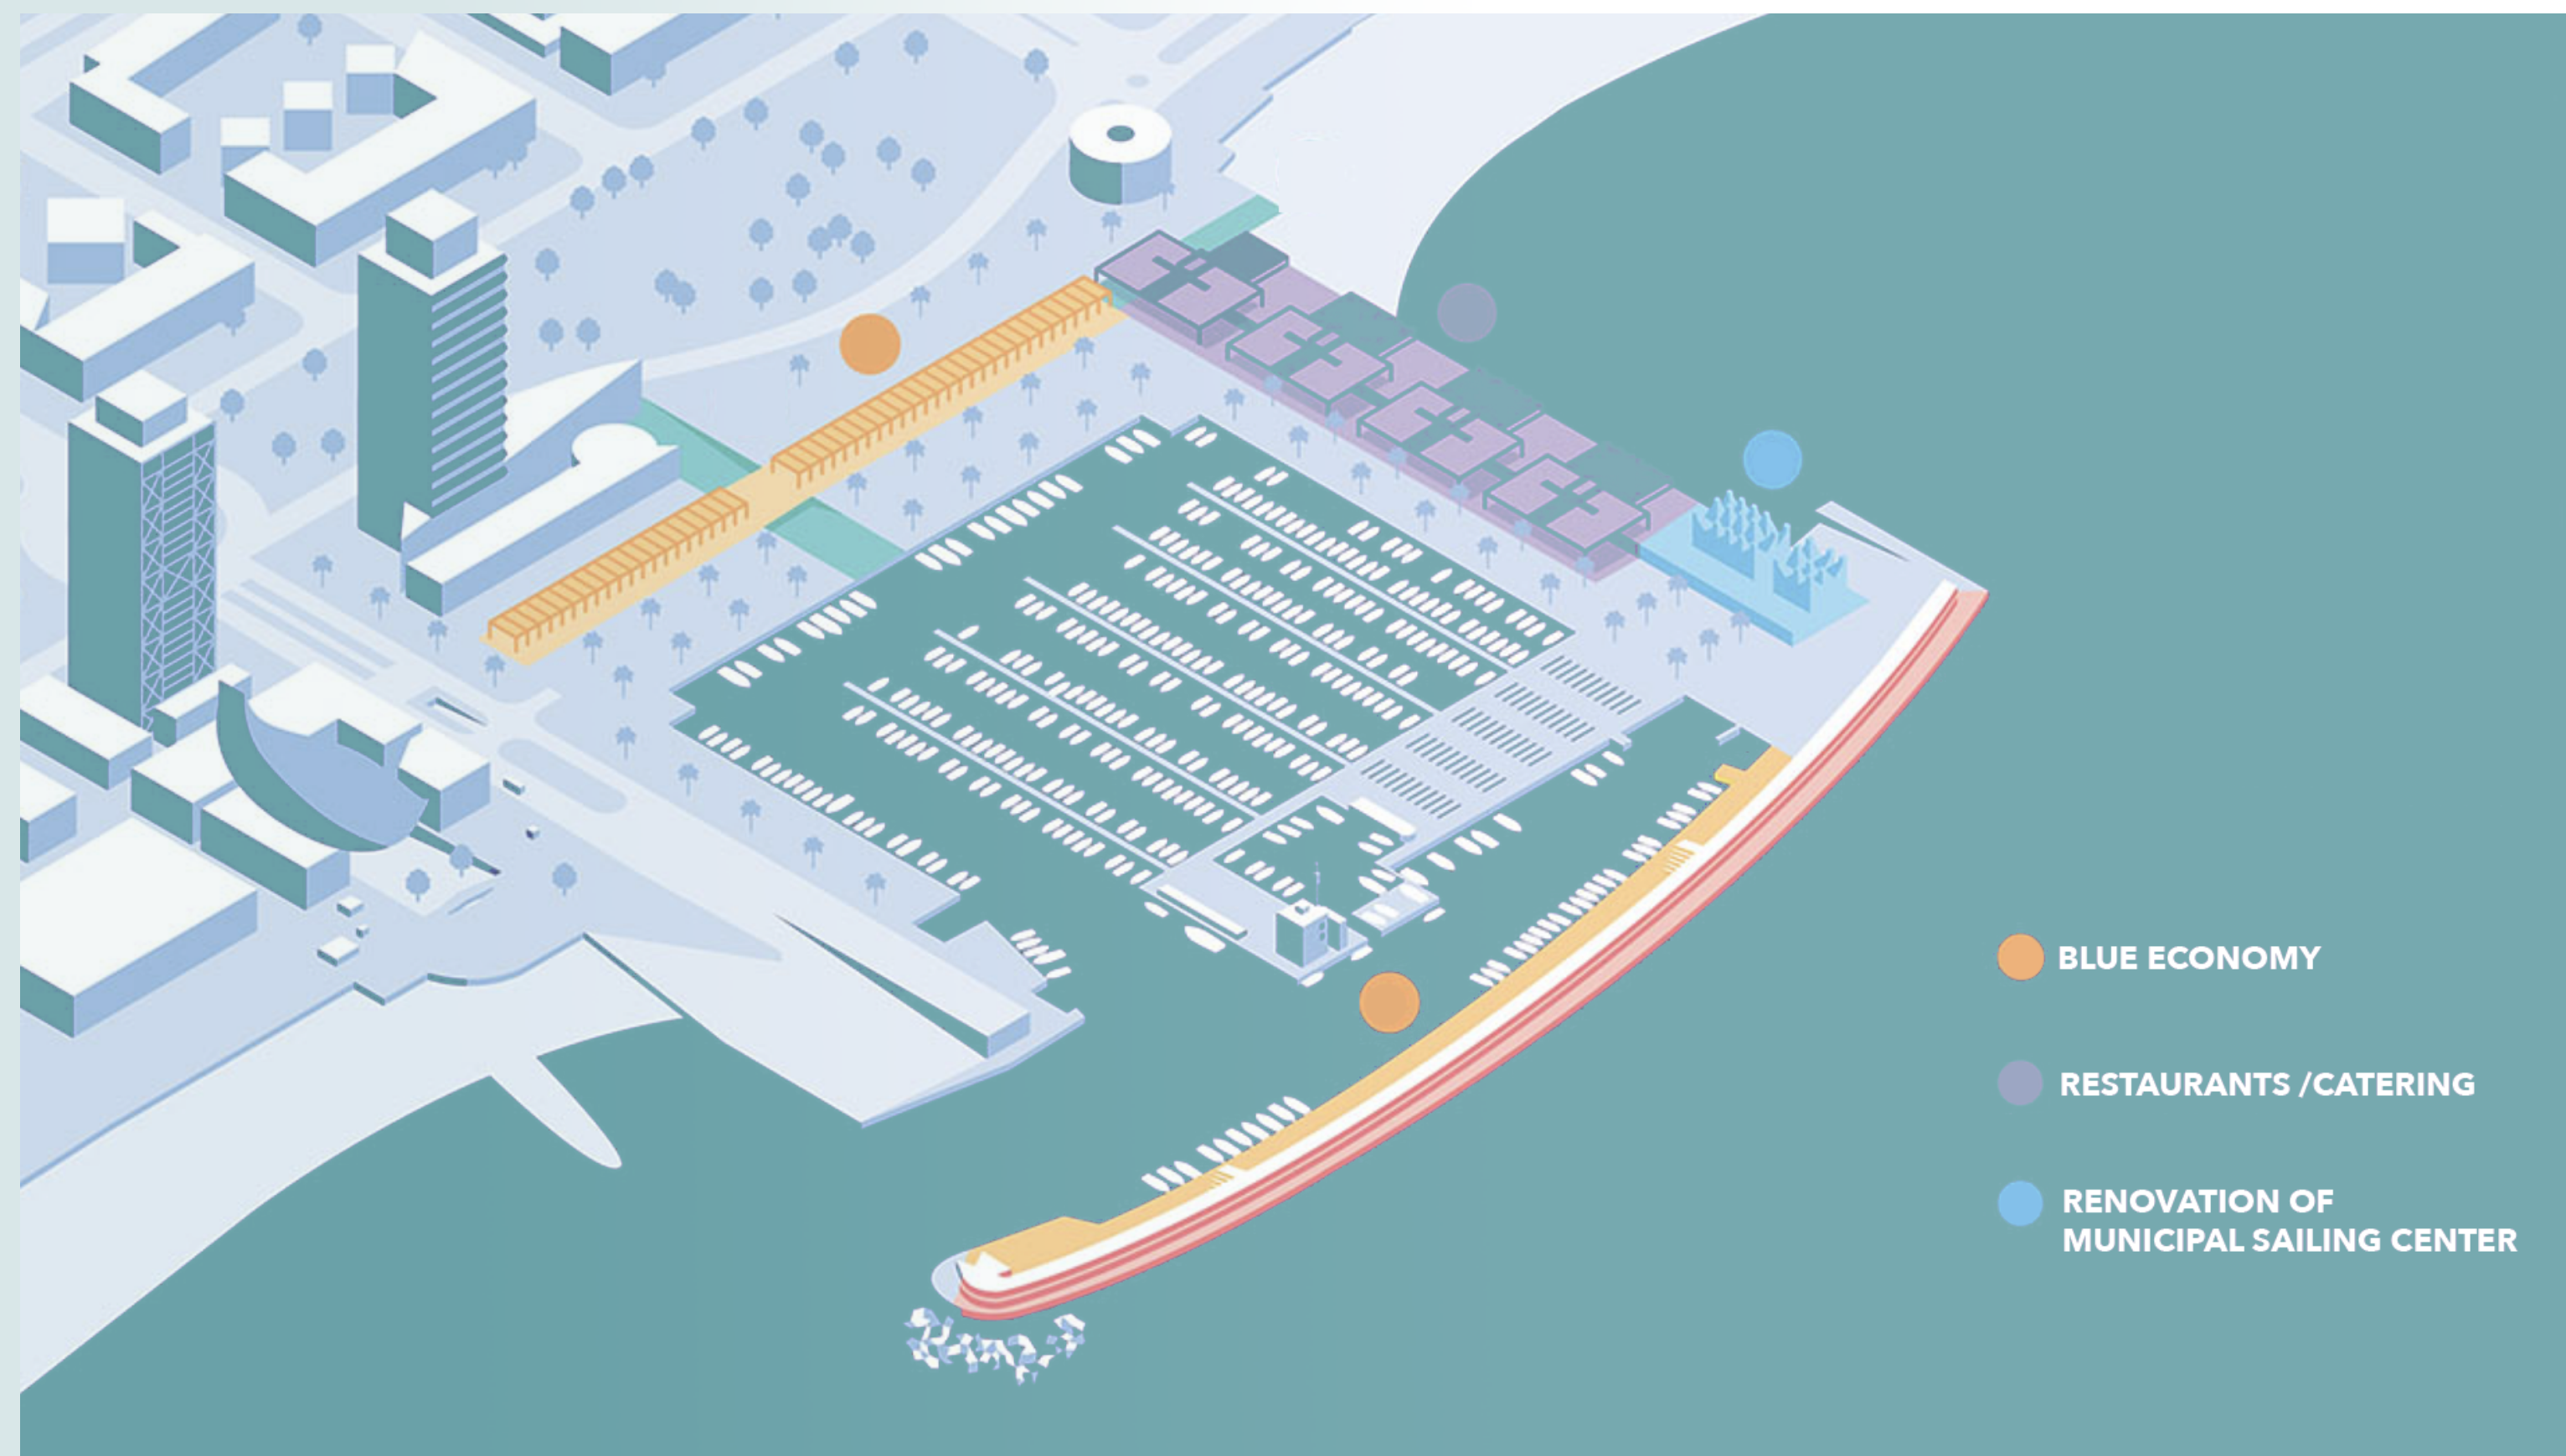 BLUE ECONOMY
RESTAURANTS /CATERING
RENOVATION OF
MUNICIPAL SAILING CENTER